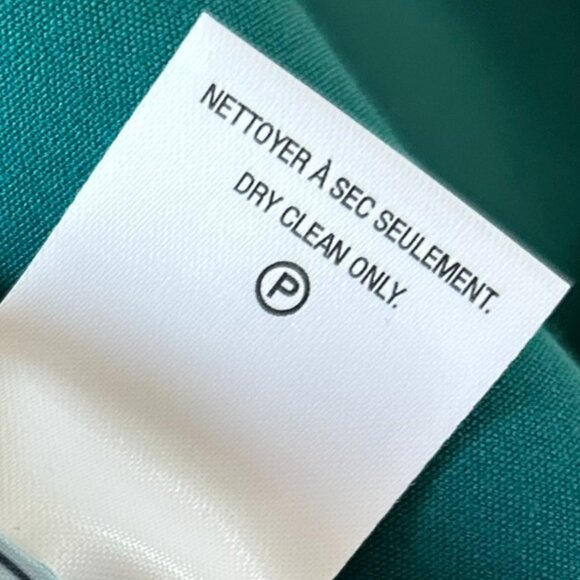 NETTOYER À SEC SEULEMENT.
DRY CLEAN ONLY.
P